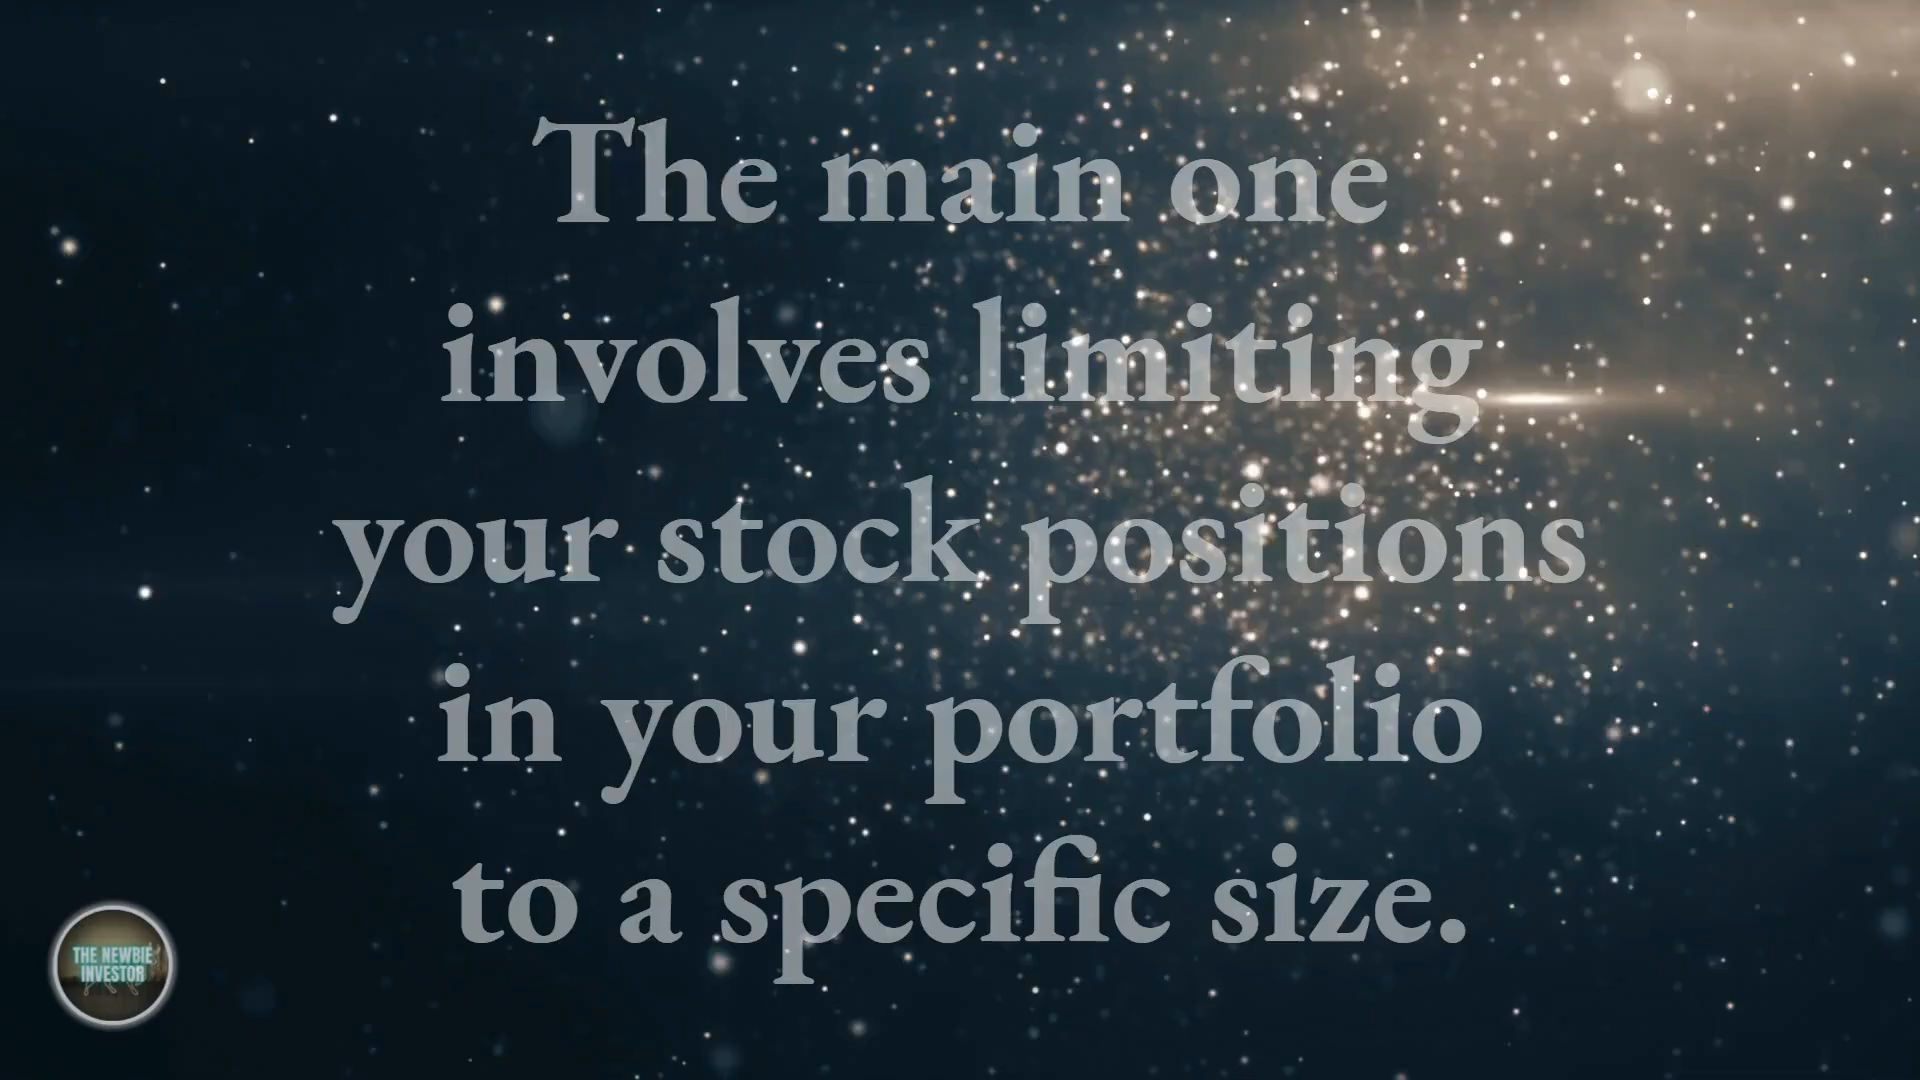 The main one
involves limiting
your stock positions
in your portfolio
to a specific size.
THE NEWBIE
INVESTOR